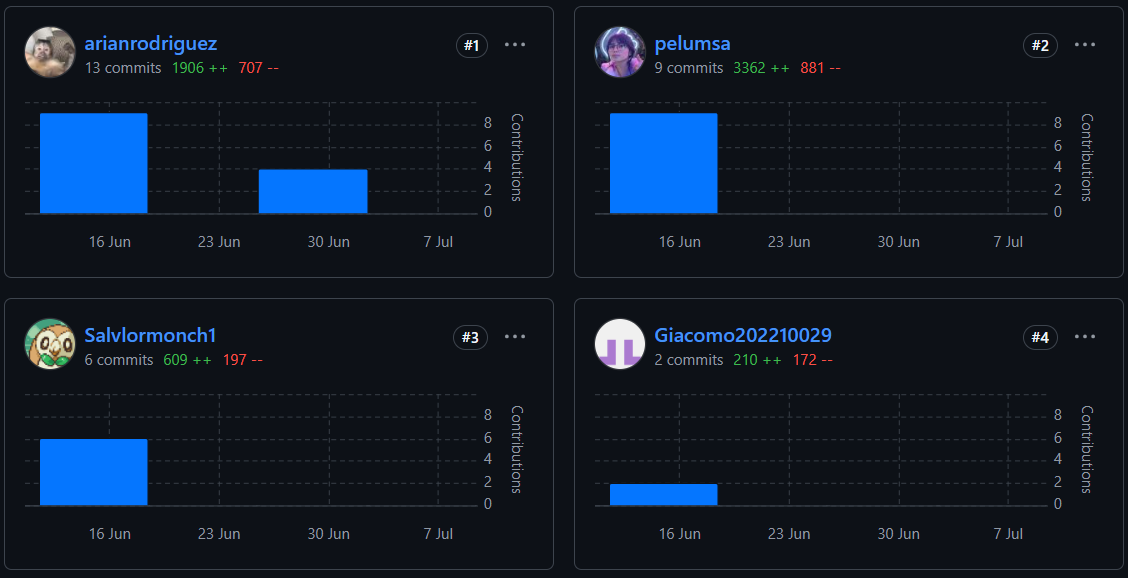 arianrodriguez
#1
13 commits 1906 ++ 707 --
8
6
4
2
0
Contributions
16 Jun 23 Jun 30 Jun 7 Jul
pelumsa
#2
9 commits 3362 ++ 881 --
8
6
4
2
0
Contributions
16 Jun 23 Jun 30 Jun 7 Jul
Salvlormonch1
#3
6 commits 609 ++ 197 --
8
6
4
2
0
Contributions
16 Jun 23 Jun 30 Jun 7 Jul
Giacomo202210029
#4
2 commits 210 ++ 172 --
8
6
4
2
0
Contributions
16 Jun 23 Jun 30 Jun 7 Jul